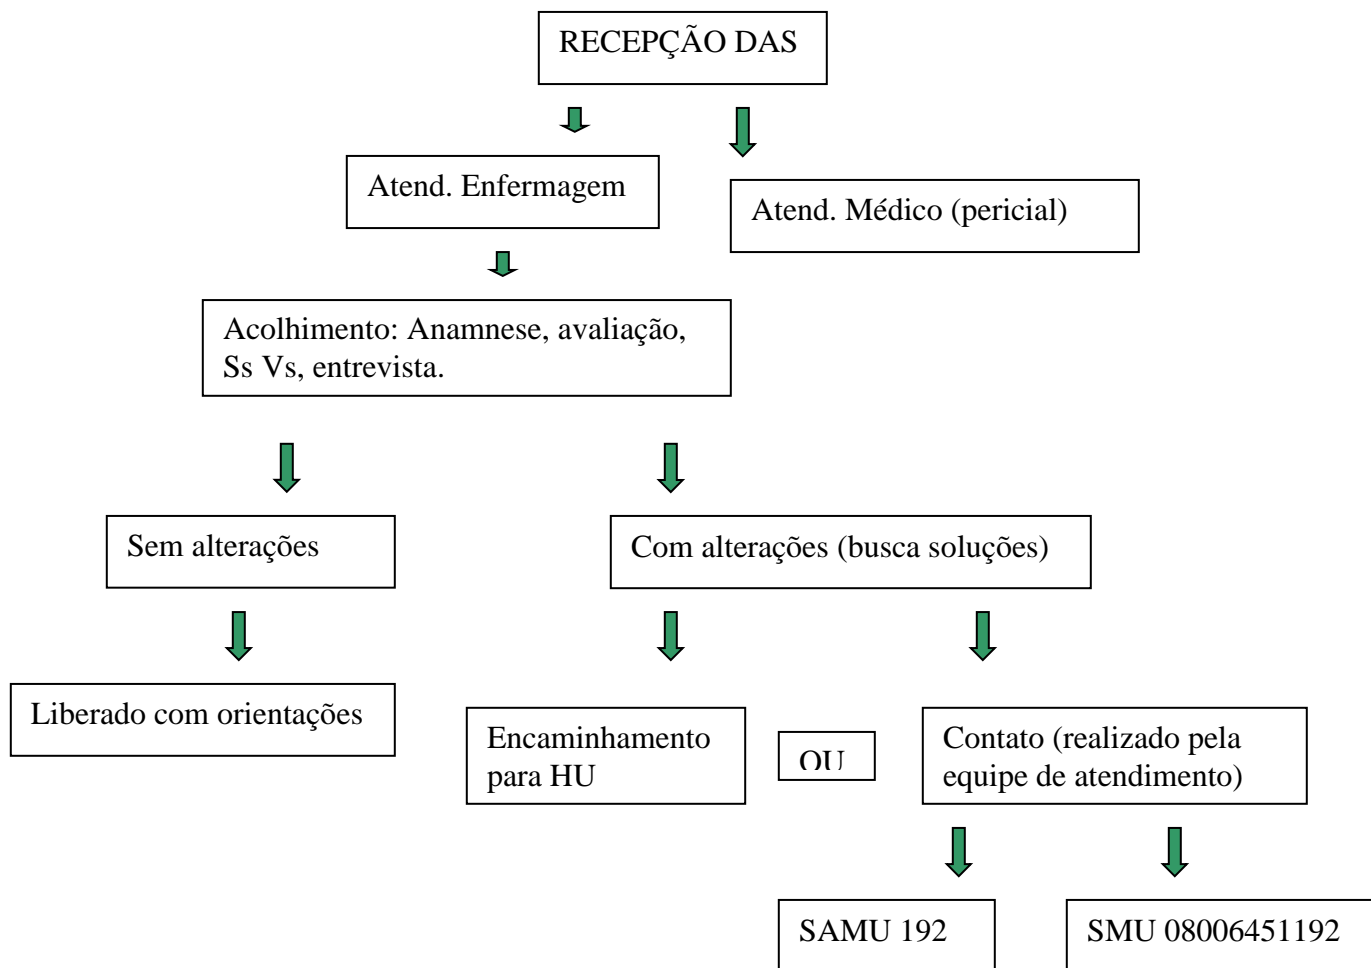 RECEPÇÃO DAS
Atend. Enfermagem
Atend. Médico (pericial)
Acolhimento: Anamnese, avaliação,
Ss Vs, entrevista.
Sem alterações
Com alterações (busca soluções)
Liberado com orientações
Encaminhamento
para HU
OU
Contato (realizado pela
equipe de atendimento)
SAMU 192
SMU 08006451192